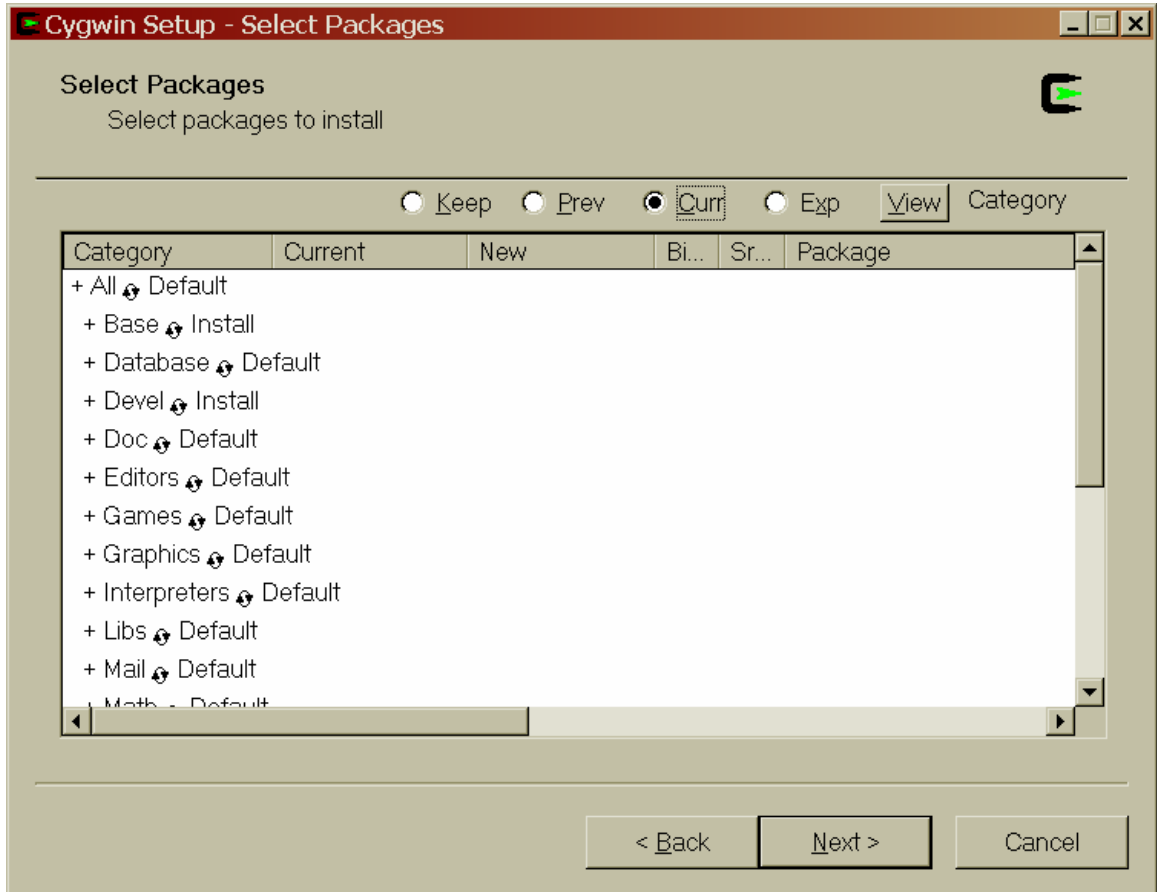 Cygwin Setup - Select Packages
Select Packages
Select packages to install
Keep Prev Curr Exp View Category
Category Current New Bi... Sr... Package
+ All Default
+ Base Install
+ Database Default
+ Devel Install
+ Doc Default
+ Editors Default
+ Games Default
+ Graphics Default
+ Interpreters Default
+ Libs Default
+ Mail Default
+ Math Default
< Back Next > Cancel